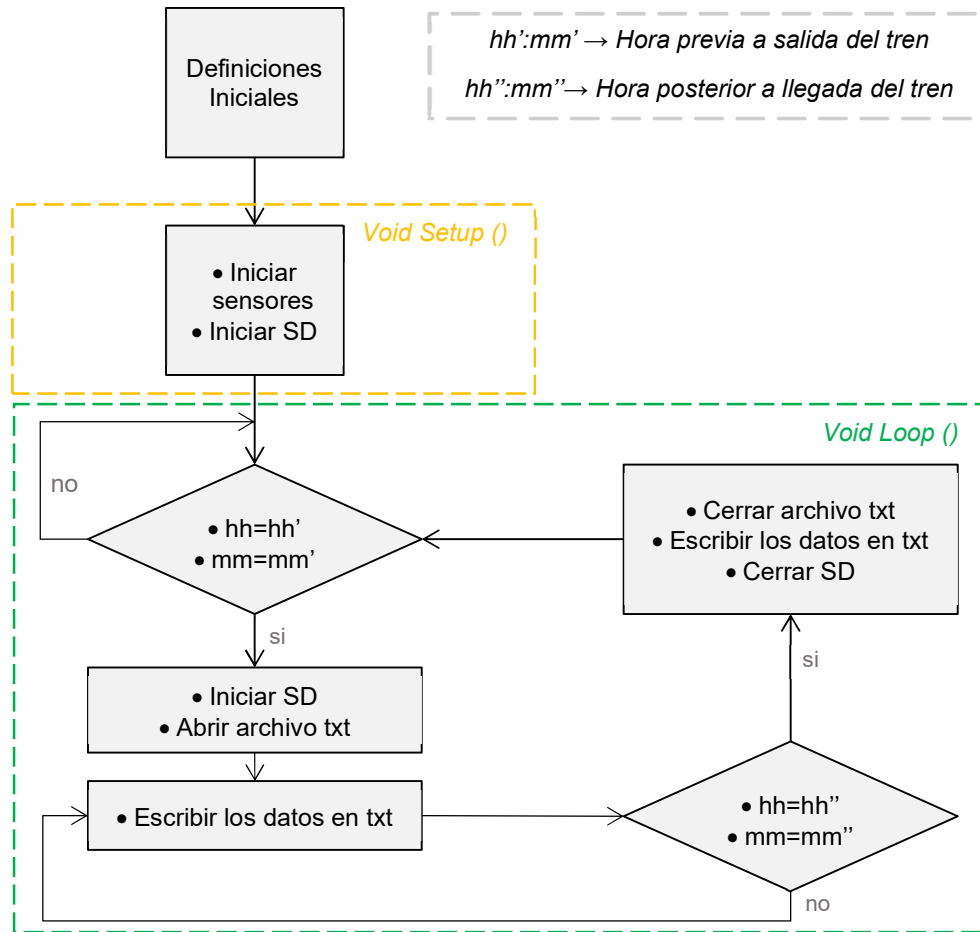 Definiciones
Iniciales
hh’:mm’ → Hora previa a salida del tren
hh’’:mm’’→ Hora posterior a llegada del tren
Void Setup ()
• Iniciar
sensores
• Iniciar SD
Void Loop ()
no
• hh=hh’
• mm=mm’
si
• Cerrar archivo txt
• Escribir los datos en txt
• Cerrar SD
si
• Iniciar SD
• Abrir archivo txt
• Escribir los datos en txt
• hh=hh’’
• mm=mm’’
no